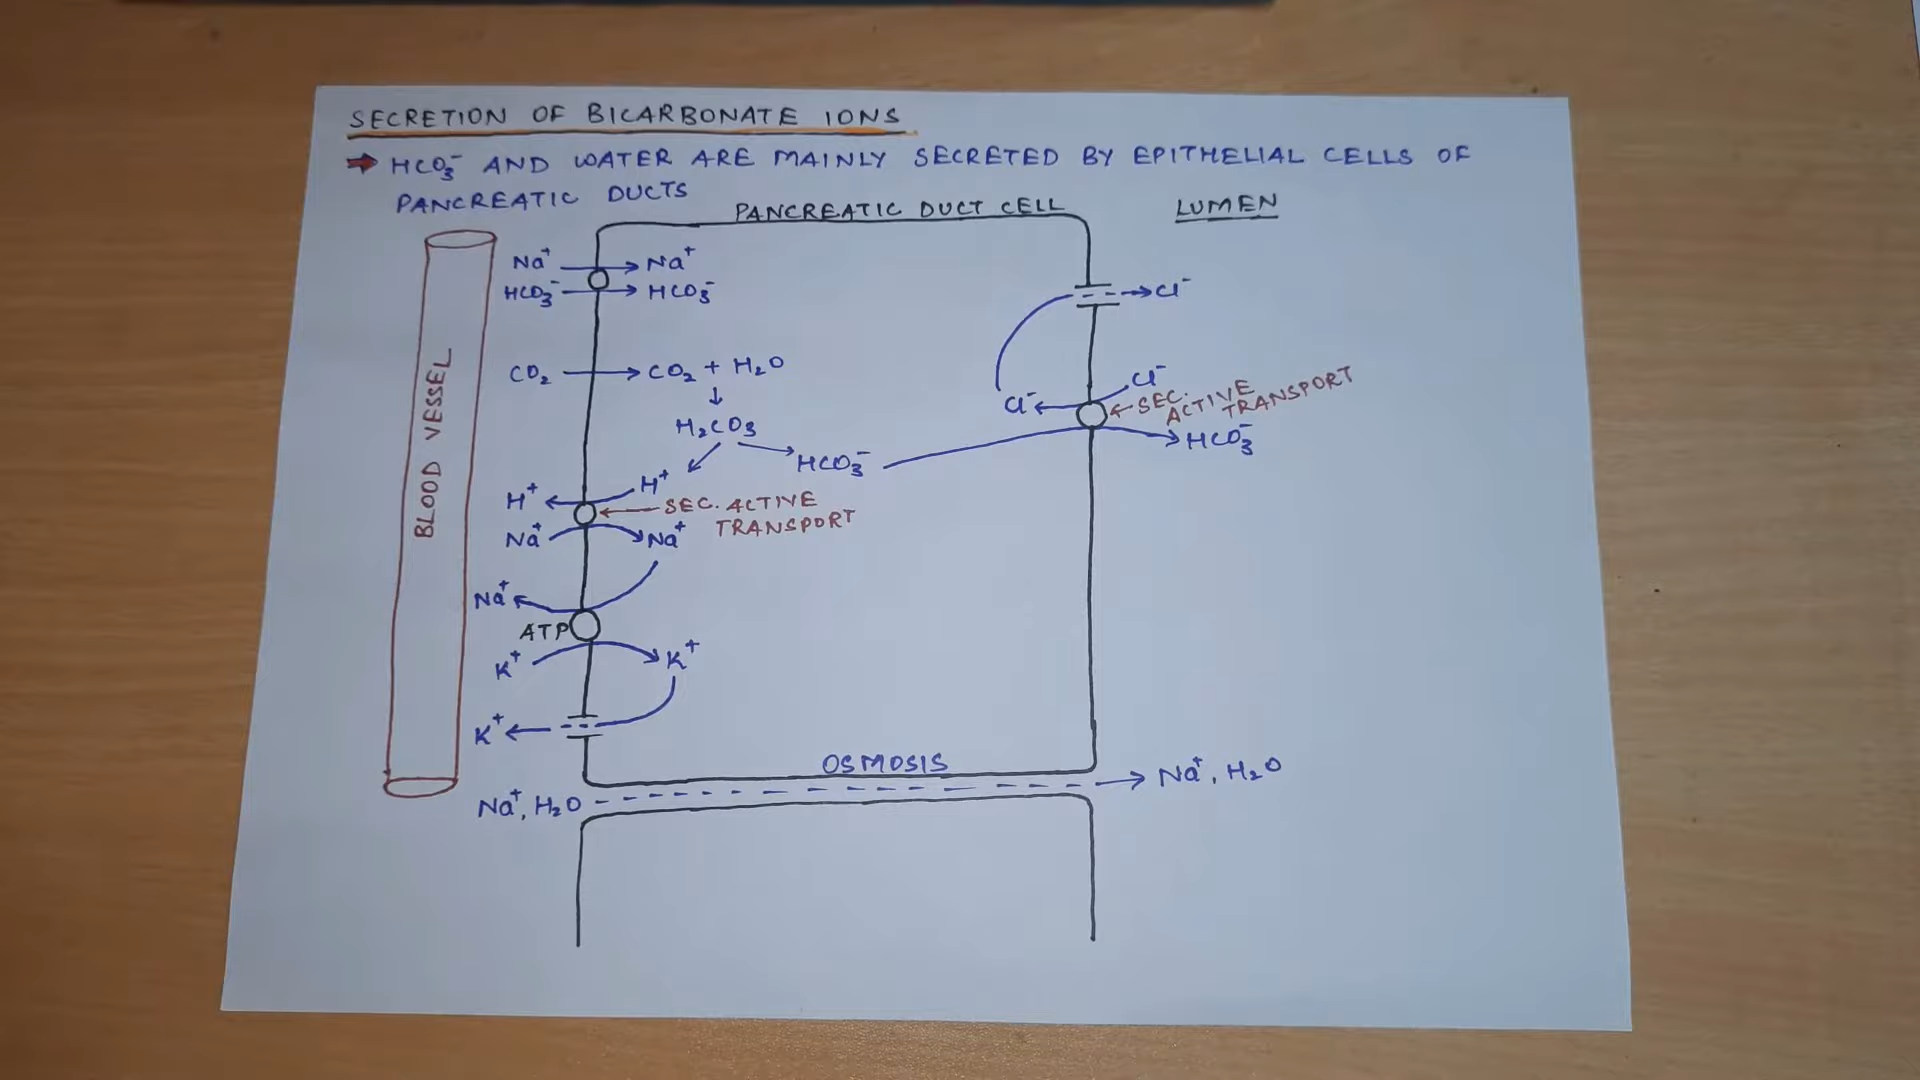 SECRETION OF BICARBONATE IONS
→ HCO₃⁻ AND WATER ARE MAINLY SECRETED BY EPITHELIAL CELLS OF
PANCREATIC DUCTS
PANCREATIC DUCT CELL
LUMEN
BLOOD VESSEL
Na⁺ → Na⁺
HCO₃⁻ → HCO₃⁻
Cl⁻
CO₂ → CO₂ + H₂O
↓
H₂CO₃
HCO₃⁻
Cl⁻ Cl⁻
SEC. ACTIVE TRANSPORT
HCO₃⁻
H⁺ H⁺
SEC. ACTIVE
TRANSPORT
Na⁺ Na⁺
Na⁺
ATP
K⁺ K⁺
K⁺
OSMOSIS
Na⁺, H₂O → Na⁺, H₂O